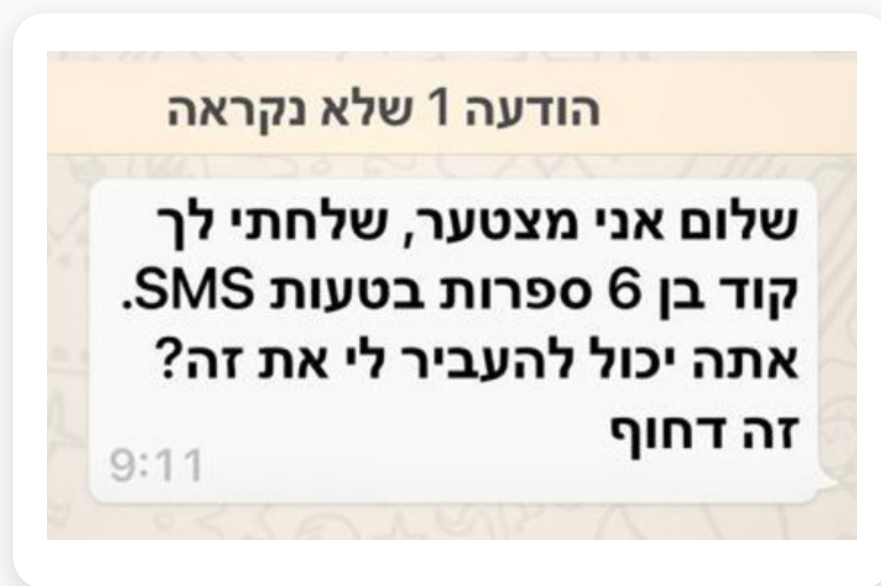 הודעה 1 שלא נקראה
שלום אני מצטער, שלחתי לך
קוד בן 6 ספרות בטעות SMS.
אתה יכול להעביר לי את זה?
זה דחוף
9:11